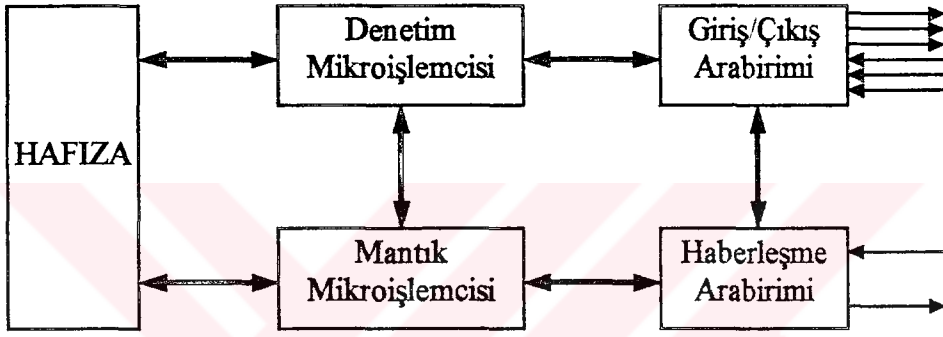 HAFIZA
Denetim
Mikroişlemcisi
Giriş/Çıkış
Arabirimi
Mantık
Mikroişlemcisi
Haberleşme
Arabirimi